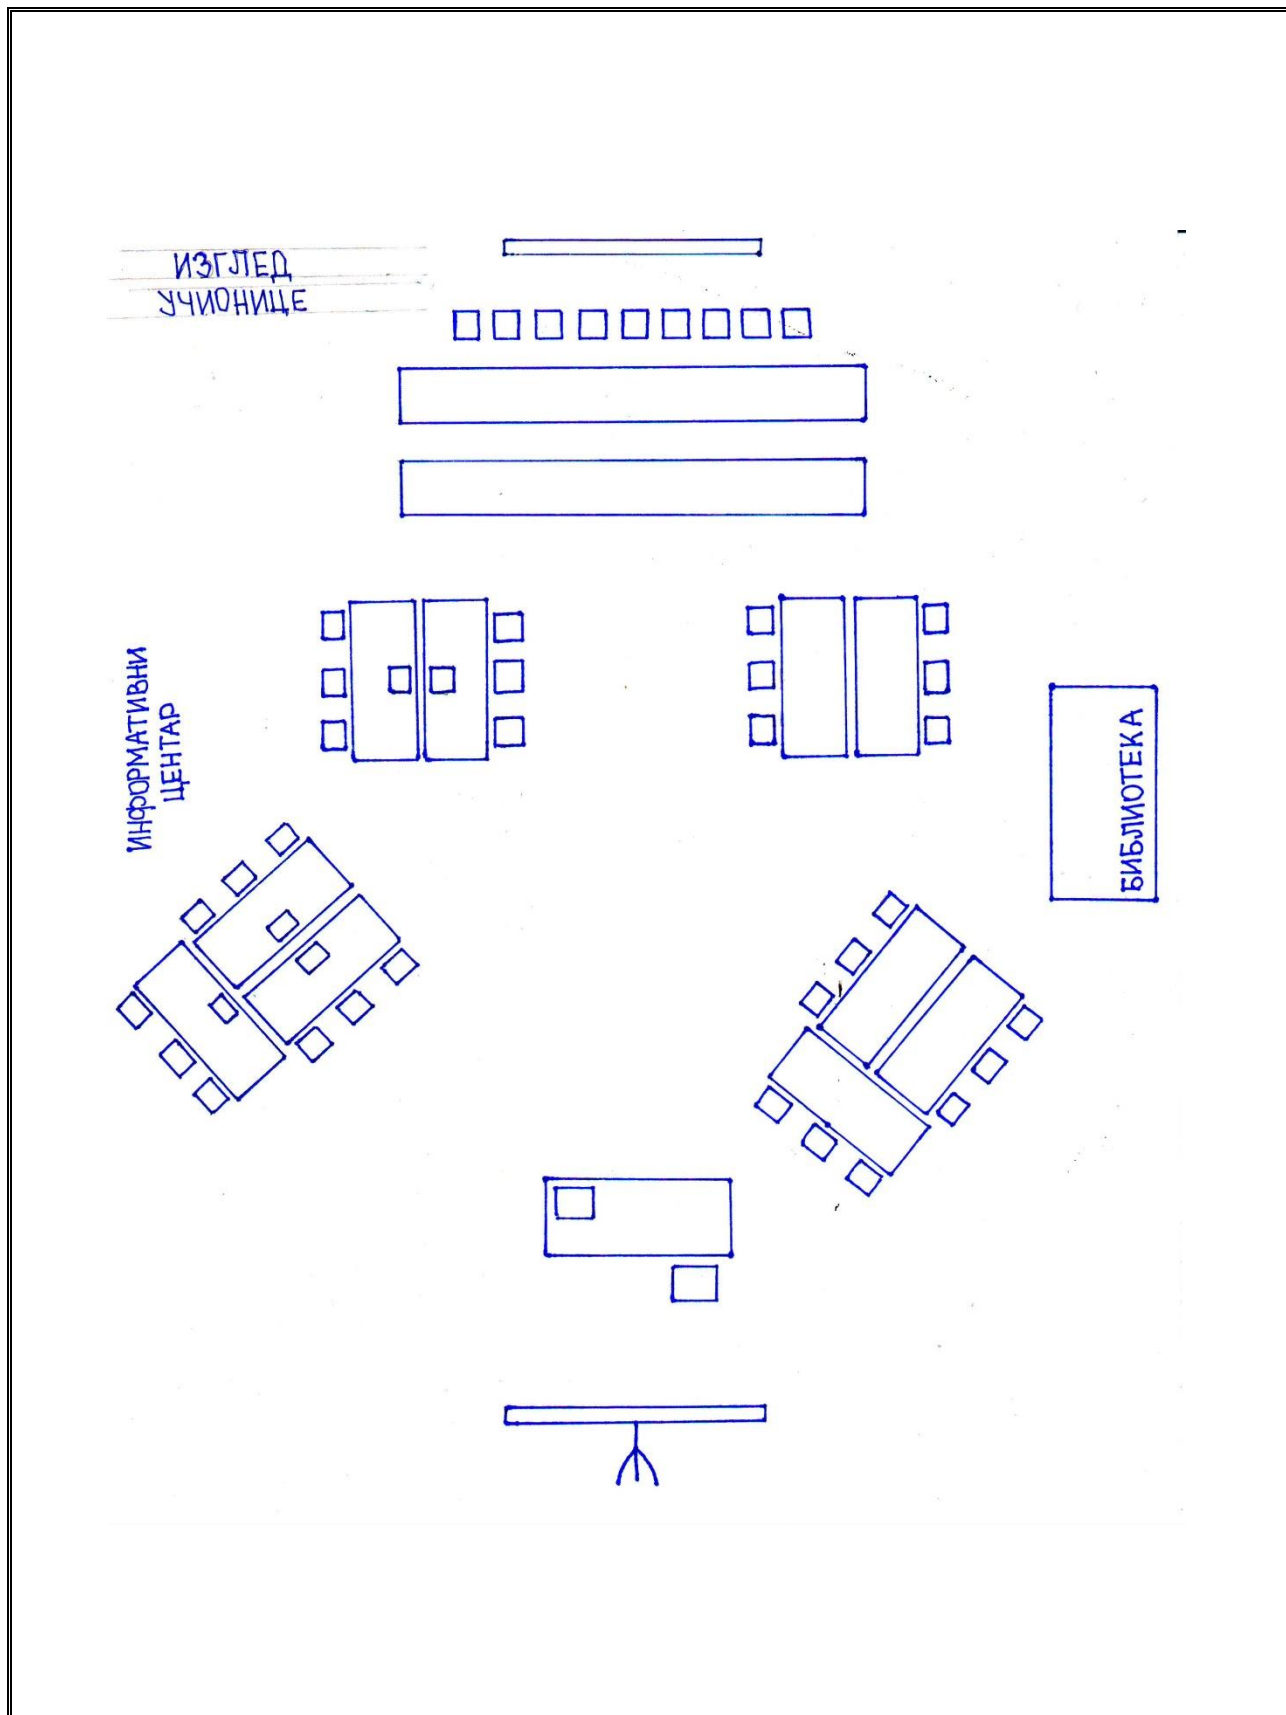 ИЗГЛЕД
УЧИОНИЦЕ
ИНФОРМАТИВНИ
ЦЕНТАР
БИБЛИОТЕКА